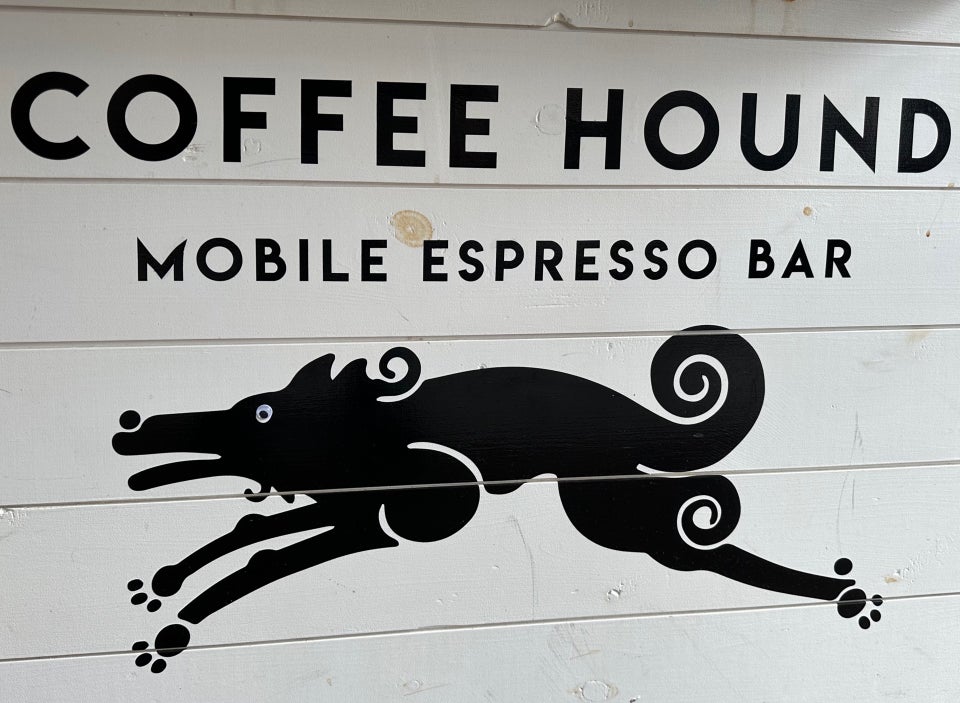 COFFEE HOUND
MOBILE ESPRESSO BAR